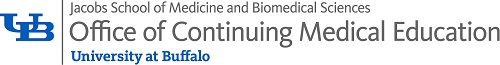 UB
Jacobs School of Medicine and Biomedical Sciences
Office of Continuing Medical Education
University at Buffalo